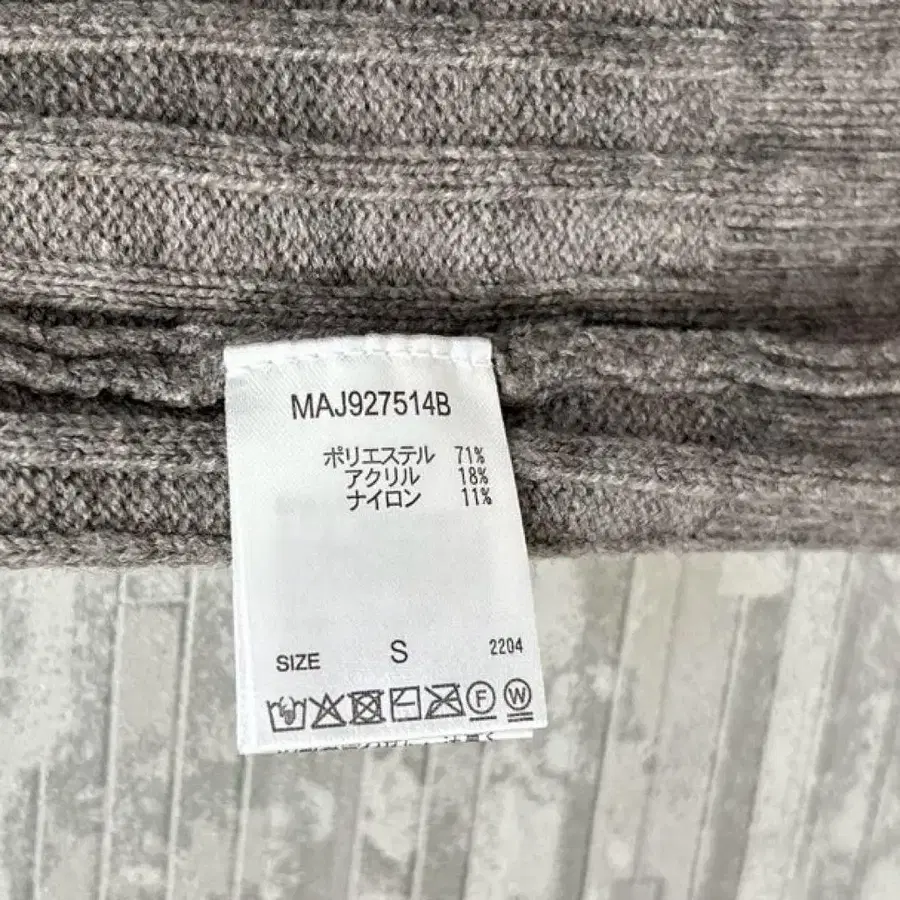 MAJ927514B
ポリエステル 71%
アクリル 18%
ナイロン 11%
SIZE S 2204
F W